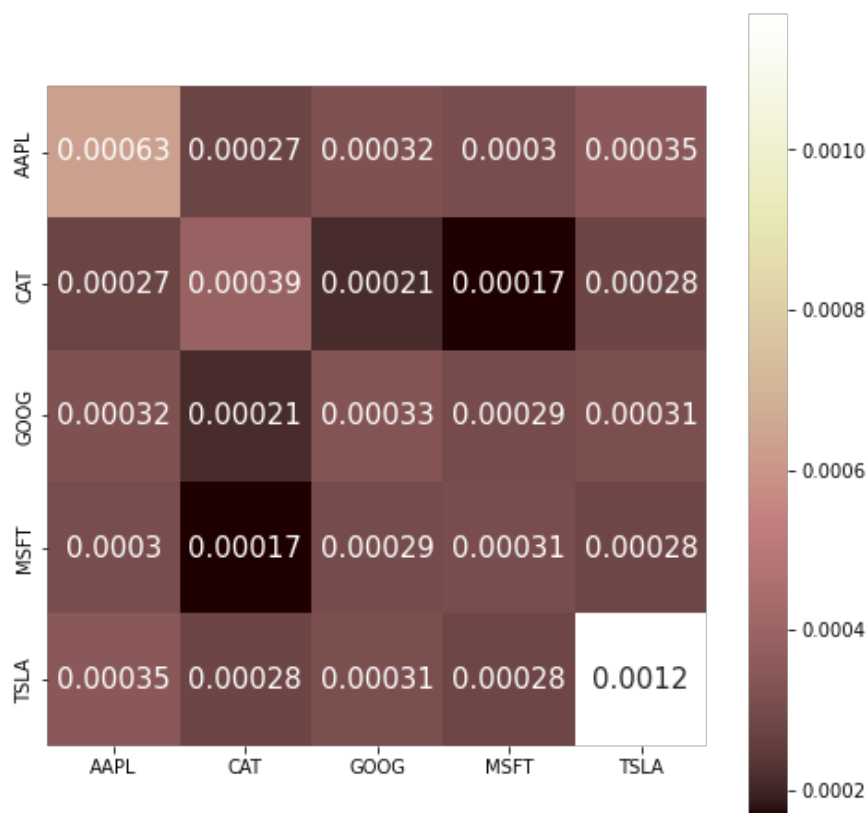 0.0010
AAPL 0.00063 0.00027 0.00032 0.0003 0.00035
CAT 0.00027 0.00039 0.00021 0.00017 0.00028
0.0008
GOOG 0.00032 0.00021 0.00033 0.00029 0.00031
0.0006
MSFT 0.0003 0.00017 0.00029 0.00031 0.00028
0.0004
TSLA 0.00035 0.00028 0.00031 0.00028 0.0012
AAPL CAT GOOG MSFT TSLA
0.0002